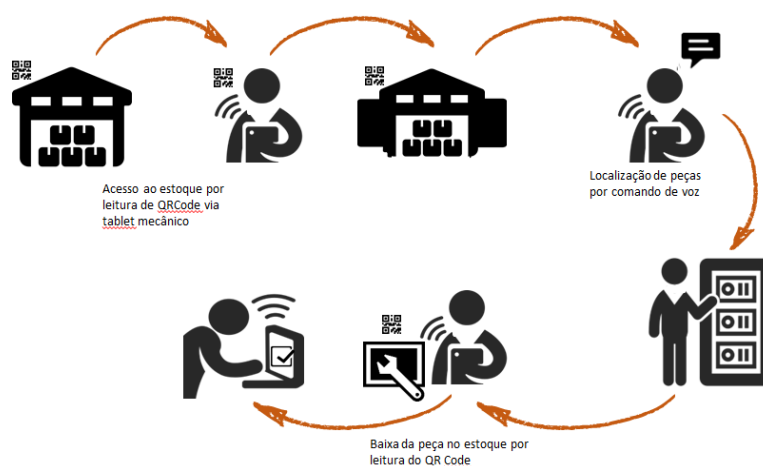 Acesso ao estoque por
leitura de QRCode via
tablet mecânico
Localização de peças
por comando de voz
Baixa da peça no estoque por
leitura do QR Code